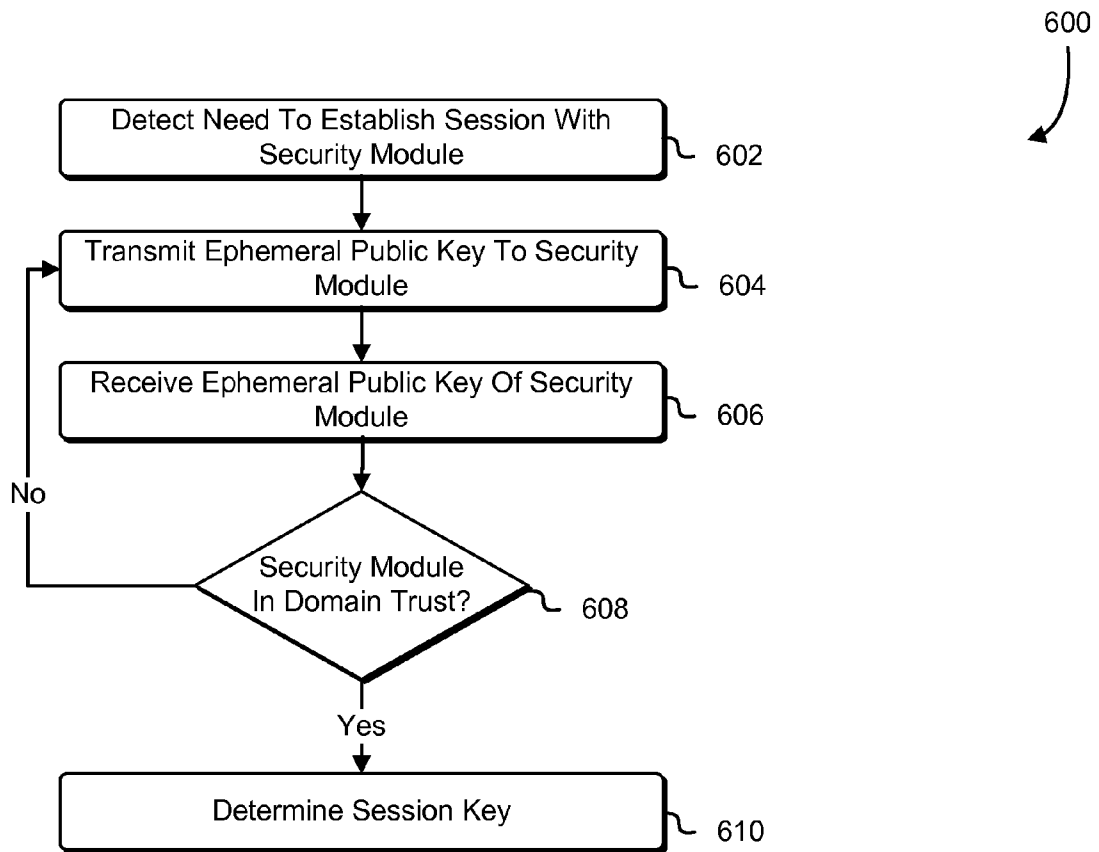 600
Detect Need To Establish Session With
Security Module
602
Transmit Ephemeral Public Key To Security
Module
604
Receive Ephemeral Public Key Of Security
Module
606
No
Security Module
In Domain Trust?
608
Yes
Determine Session Key
610